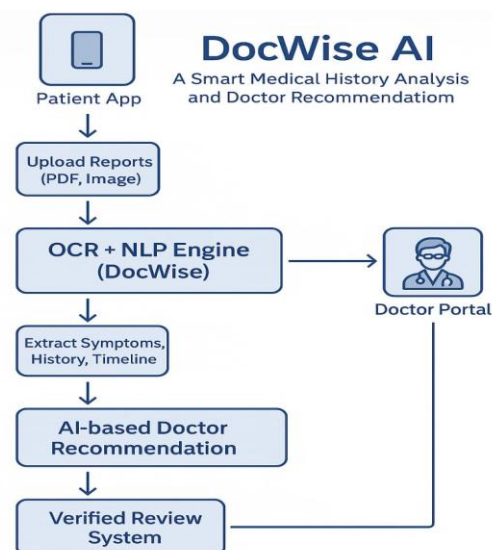 DocWise AI
A Smart Medical History Analysis
and Doctor Recommendatiom
Patient App
Upload Reports
(PDF, Image)
OCR + NLP Engine
(DocWise)
Doctor Portal
Extract Symptoms,
History, Timeline
AI-based Doctor
Recommendation
Verified Review
System